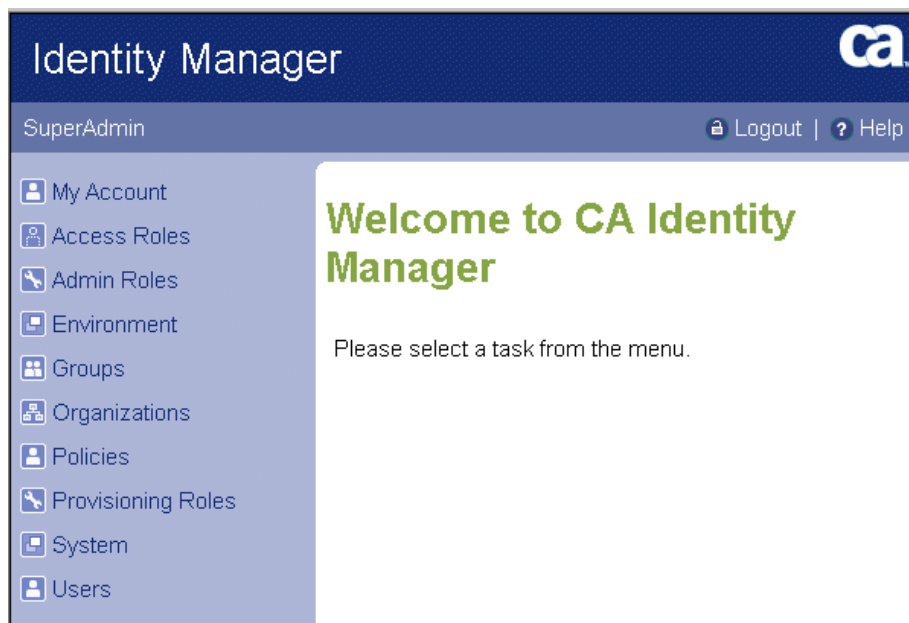 Identity Manager
ca
SuperAdmin
Logout | ? Help
My Account
Access Roles
Admin Roles
Environment
Groups
Organizations
Policies
Provisioning Roles
System
Users
Welcome to CA Identity
Manager
Please select a task from the menu.